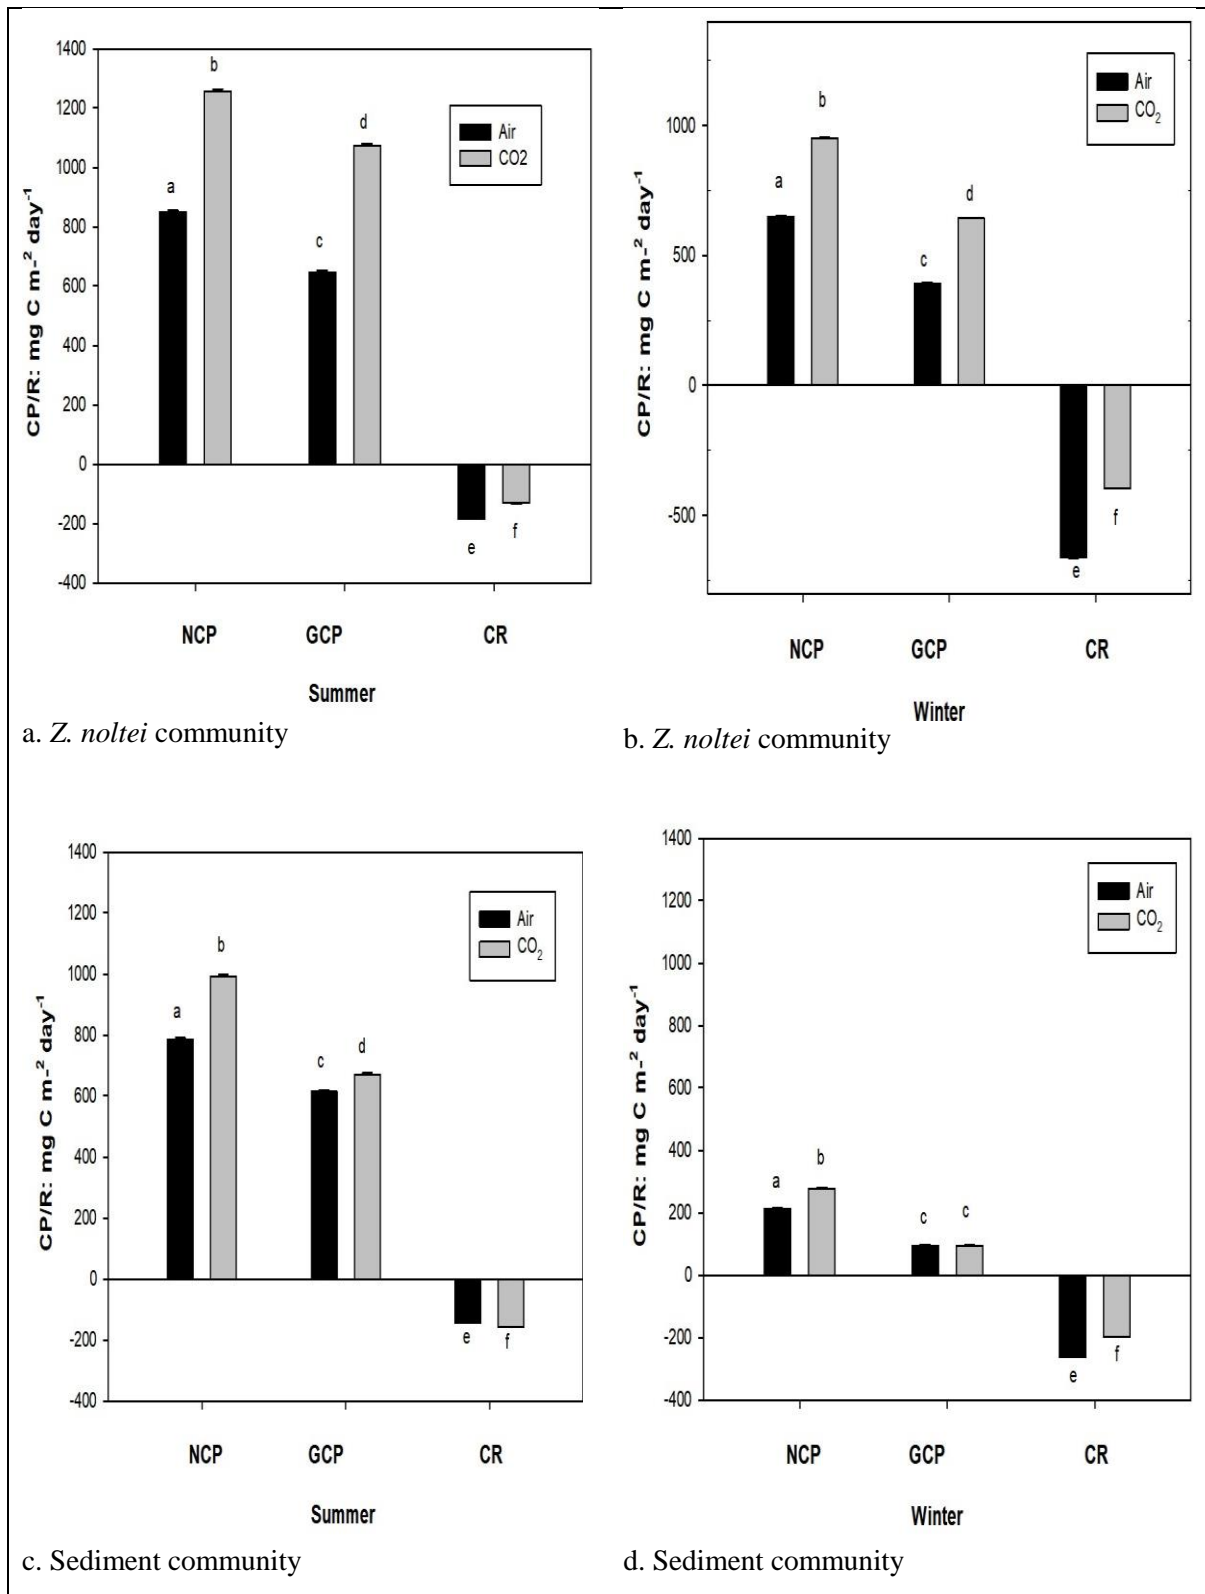 1400
1200
1000
800
600
400
200
0
-200
-400
CP/R: mg C m-² day⁻¹
Air
CO2
a
b
c
d
e
f
NCP GCP CR
Summer
a. Z. noltei community
1000
500
0
-500
CP/R: mg C m-² day⁻¹
Air
CO₂
a
b
c
d
e
f
NCP GCP CR
Winter
b. Z. noltei community
1400
1200
1000
800
600
400
200
0
-200
-400
CP/R: mg C m-² day⁻¹
Air
CO₂
a
b
c
d
e
f
NCP GCP CR
Summer
c. Sediment community
1400
1200
1000
800
600
400
200
0
-200
-400
CP/R: mg C m-² day⁻¹
Air
CO₂
a
b
c
c
e
f
NCP GCP CR
Winter
d. Sediment community